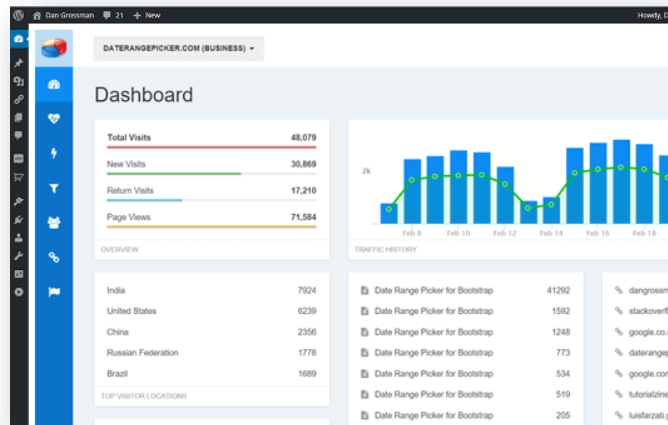 Dan Grossman 21 + New Howdy, D
DATERANGEPICKER.COM (BUSINESS)
Dashboard
Total Visits 48,079
New Visits 30,869
Return Visits 17,210
Page Views 71,584
OVERVIEW
2k
Feb 8 Feb 10 Feb 12 Feb 14 Feb 16 Feb 18
TRAFFIC HISTORY
India 7924
United States 6239
China 2356
Russian Federation 1778
Brazil 1689
TOP VISITOR LOCATIONS
Date Range Picker for Bootstrap 41292
Date Range Picker for Bootstrap 1592
Date Range Picker for Bootstrap 1248
Date Range Picker for Bootstrap 773
Date Range Picker for Bootstrap 534
Date Range Picker for Bootstrap 519
Date Range Picker for Bootstrap 205
dangrossm
stackoverfl
google.co.i
daterangep
google.com
tutorialzine
luisfarzati.g